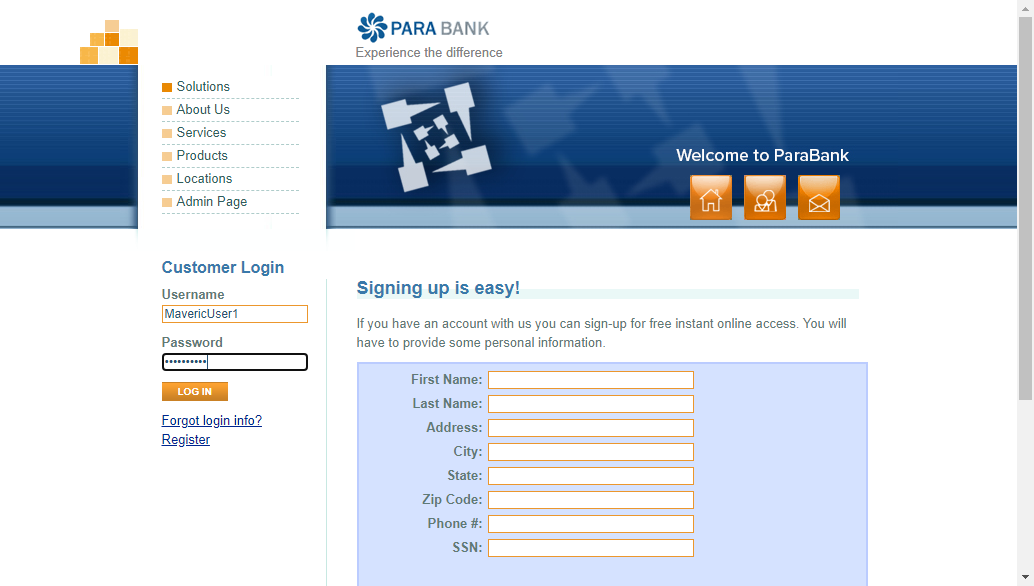 PARA BANK
Experience the difference
Solutions
About Us
Services
Products
Locations
Admin Page
Welcome to ParaBank
Customer Login
Username
MavericUser1
Password
••••••••••
LOG IN
Forgot login info?
Register
Signing up is easy!
If you have an account with us you can sign-up for free instant online access. You will
have to provide some personal information.
First Name:
Last Name:
Address:
City:
State:
Zip Code:
Phone #:
SSN: